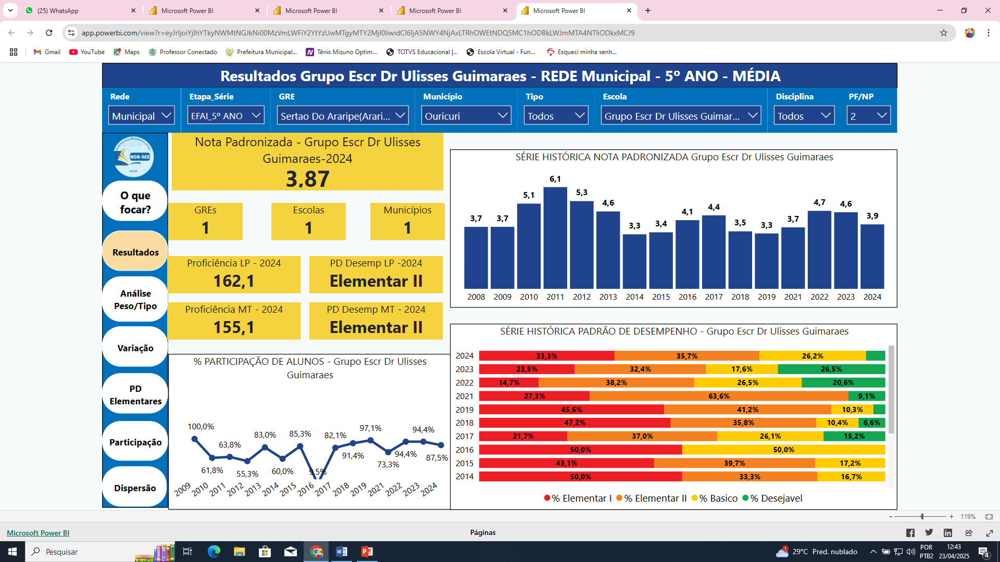 (25) WhatsApp
Microsoft Power BI
Microsoft Power BI
Microsoft Power BI
Microsoft Power BI
app.powerbi.com/view?r=eyJrIjoiYjlhYTkyNWMtNGJkNi00MzVmLWFiY2YtYzUwMTgyMTY2MjI0IiwidCI6IjA5NWY4NjAxLTRhOWEtNDQ5MC1hODBkLWJmMTA4NTliODkxMCJ9
Gmail
YouTube
Maps
Professor Conectado
Prefeitura Municipal...
Tênis Mizuno Optim...
TOTVS Educacional |...
Escola Virtual - Fun...
Esqueci minha senh...
Resultados Grupo Escr Dr Ulisses Guimaraes - REDE Municipal - 5º ANO - MÉDIA
Rede
Etapa_Série
GRE
Município
Tipo
Escola
Disciplina
PF/NP
Municipal
EFAI_5º ANO
Sertao Do Araripe(Arari...
Ouricuri
Todos
Grupo Escr Dr Ulisses Guimar...
Todos
2
NGR-SEE
O que
focar?
Resultados
Análise
Peso/Tipo
Variação
PD
Elementares
Participação
Dispersão
Nota Padronizada - Grupo Escr Dr Ulisses
Guimaraes-2024
3,87
GREs
1
Escolas
1
Municípios
1
Proficiência LP - 2024
162,1
PD Desemp LP -2024
Elementar II
Proficiência MT - 2024
155,1
PD Desemp MT - 2024
Elementar II
% PARTICIPAÇÃO DE ALUNOS - Grupo Escr Dr Ulisses
Guimaraes
100,0% 61,8% 63,8% 55,3% 83,0% 60,0% 85,3% 9,5% 82,1% 91,4% 97,1% 73,3% 94,4% 94,4% 87,5%
2009 2010 2011 2012 2013 2014 2015 2016 2017 2018 2019 2021 2022 2023 2024
SÉRIE HISTÓRICA NOTA PADRONIZADA Grupo Escr Dr Ulisses Guimaraes
3,7 3,7 5,1 6,1 5,3 4,6 3,3 3,4 4,1 4,4 3,5 3,3 3,7 4,7 4,6 3,9
2008 2009 2010 2011 2012 2013 2014 2015 2016 2017 2018 2019 2021 2022 2023 2024
SÉRIE HISTÓRICA PADRÃO DE DESEMPENHO - Grupo Escr Dr Ulisses Guimaraes
2024 33,3% 35,7% 26,2%
2023 23,5% 32,4% 17,6% 26,5%
2022 14,7% 38,2% 26,5% 20,6%
2021 27,3% 63,6% 9,1%
2019 45,6% 41,2% 10,3%
2018 47,2% 35,8% 10,4% 6,6%
2017 21,7% 37,0% 26,1% 15,2%
2016 50,0% 50,0%
2015 43,1% 39,7% 17,2%
2014 50,0% 33,3% 16,7%
% Elementar I % Elementar II % Basico % Desejavel
- + 119%
Microsoft Power BI
Páginas
Pesquisar
29°C Pred. nublado
POR
PTB2
12:43
23/04/2025
4